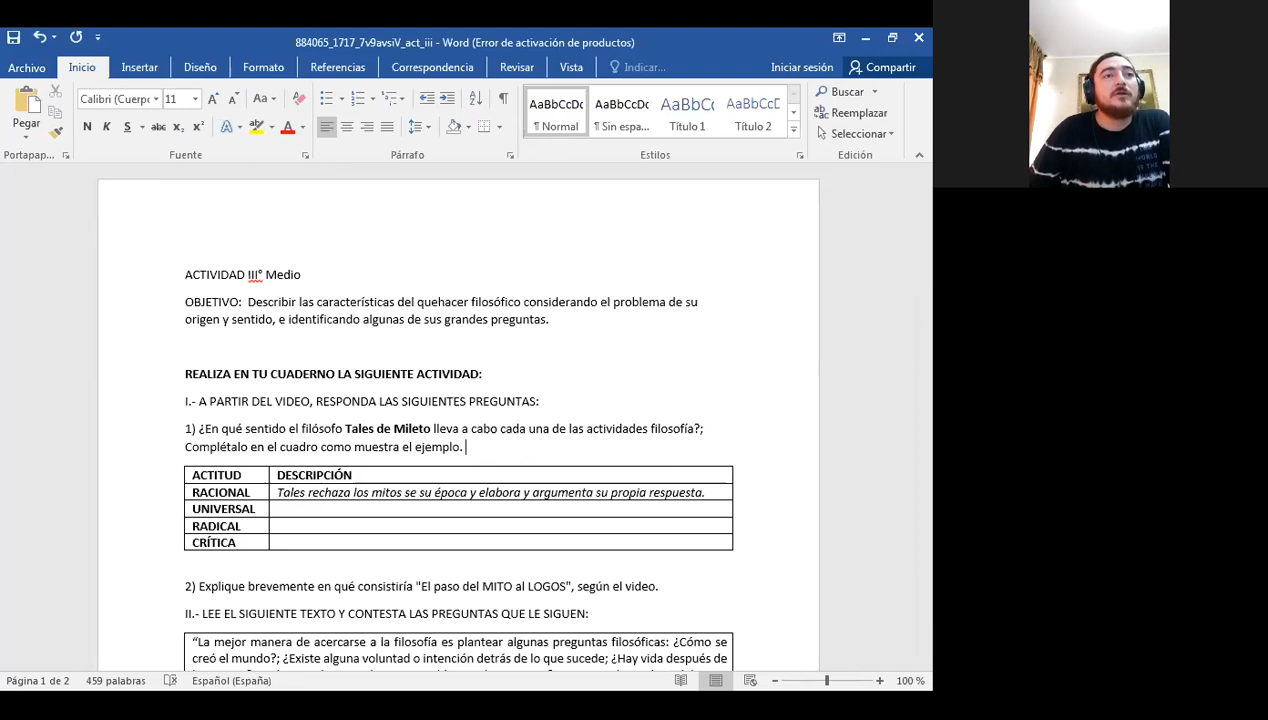 884065_1717_7v9avsiV_act_iii - Word (Error de activación de productos)
Archivo Inicio Insertar Diseño Formato Referencias Correspondencia Revisar Vista Indicar... Iniciar sesión Compartir
Pegar
Calibri (Cuerpo 11
Aa
N K S abc x₂ x² A ab A
AaBbCcDc AaBbCcDc AaBbCc AaBbCcE
¶ Normal ¶ Sin espa... Título 1 Título 2
Buscar
Reemplazar
Seleccionar
Portapap... Fuente Párrafo Estilos Edición
ACTIVIDAD III° Medio
OBJETIVO: Describir las características del quehacer filosófico considerando el problema de su
origen y sentido, e identificando algunas de sus grandes preguntas.
REALIZA EN TU CUADERNO LA SIGUIENTE ACTIVIDAD:
I.- A PARTIR DEL VIDEO, RESPONDA LAS SIGUIENTES PREGUNTAS:
1) ¿En qué sentido el filósofo Tales de Mileto lleva a cabo cada una de las actividades filosofía?;
Complétalo en el cuadro como muestra el ejemplo.
ACTITUD DESCRIPCIÓN
RACIONAL Tales rechaza los mitos se su época y elabora y argumenta su propia respuesta.
UNIVERSAL
RADICAL
CRÍTICA
2) Explique brevemente en qué consistiría "El paso del MITO al LOGOS", según el video.
II.- LEE EL SIGUIENTE TEXTO Y CONTESTA LAS PREGUNTAS QUE LE SIGUEN:
“La mejor manera de acercarse a la filosofía es plantear algunas preguntas filosóficas: ¿Cómo se
creó el mundo?; ¿Existe alguna voluntad o intención detrás de lo que sucede; ¿Hay vida después de
Página 1 de 2 459 palabras Español (España) 100 %